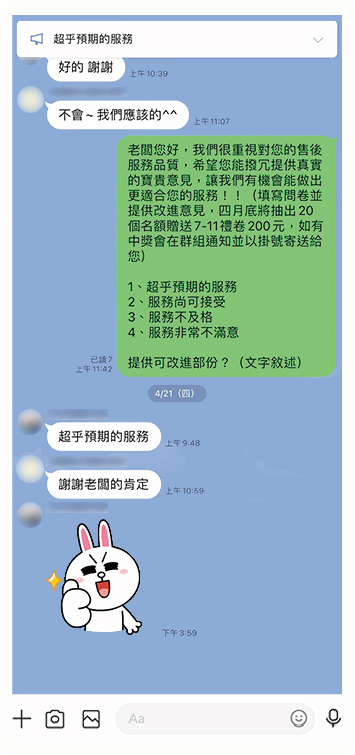 超乎預期的服務
好的 謝謝
上午10:39
不會～我們應該的^^
上午11:07
老闆您好，我們很重視對您的售後
服務品質，希望您能撥冗提供真實
的寶貴意見，讓我們有機會能做出
更適合您的服務！！（填寫問卷並
提供改進意見，四月底將抽出20
個名額贈送7-11禮卷200元，如有
中獎會在群組通知並以掛號寄送給
您）
1、超乎預期的服務
2、服務尚可接受
3、服務不及格
4、服務非常不滿意
提供可改進部份？（文字敘述）
已讀7
上午11:42
4/21（四）
超乎預期的服務
上午9:48
謝謝老闆的肯定
上午10:59
下午3:59
Aa